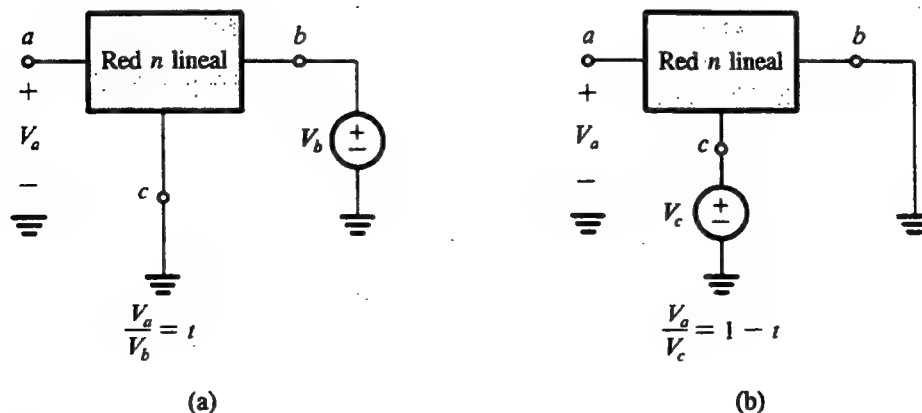 a
Red n lineal
b
+
V_a
−
V_b
+
−
c
V_a
V_b
= t
(a)
a
Red n lineal
b
+
V_a
−
c
V_c
+
−
V_a
V_c
= 1 − t
(b)